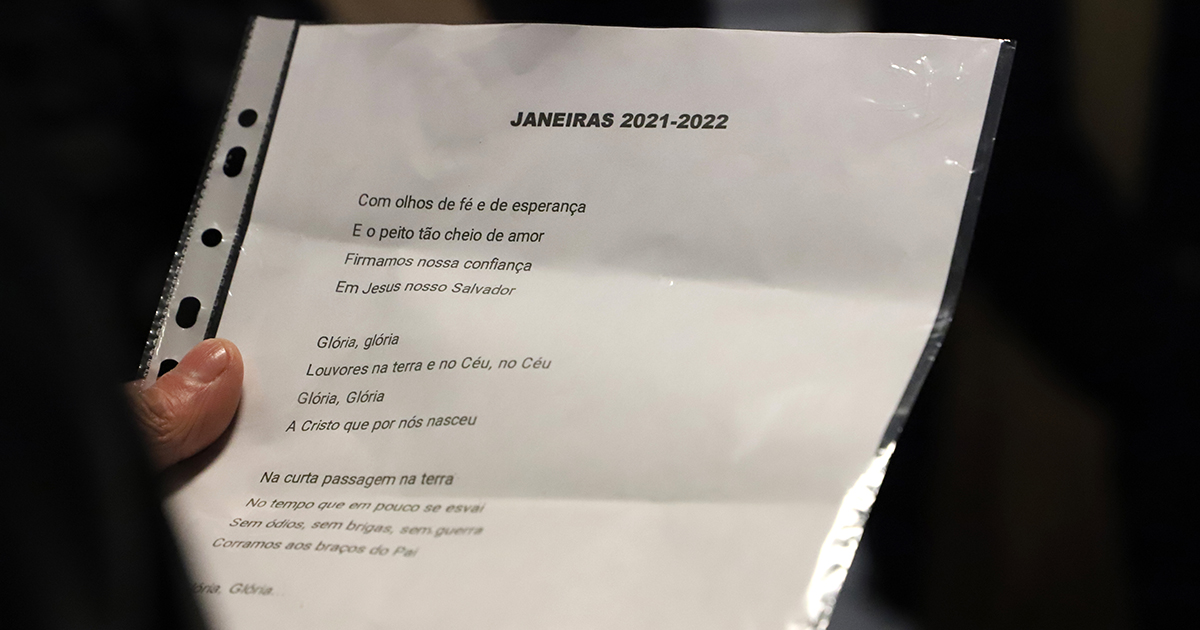 JANEIRAS 2021-2022
Com olhos de fé e de esperança
E o peito tão cheio de amor
Firmamos nossa confiança
Em Jesus nosso Salvador
Glória, glória
Louvores na terra e no Céu, no Céu
Glória, Glória
A Cristo que por nós nasceu
Na curta passagem na terra
No tempo que em pouco se esvai
Sem ódios, sem brigas, sem guerra
Corramos aos braços do Pai
Glória...